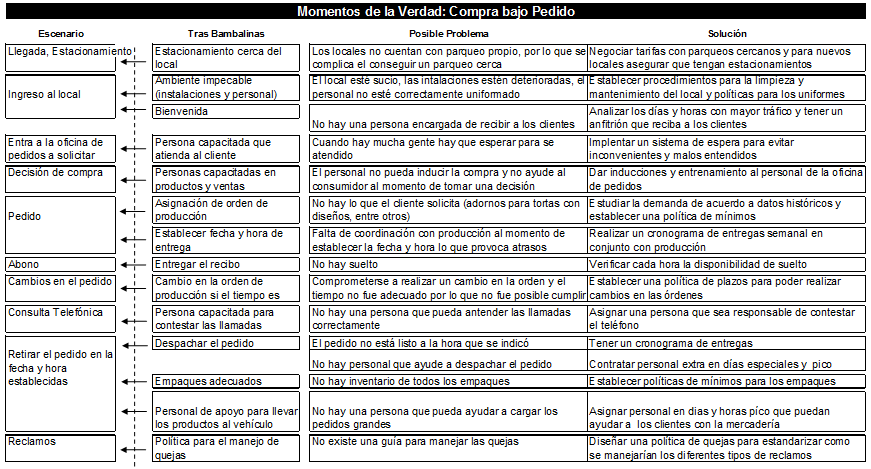 Momentos de la Verdad: Compra bajo Pedido
Escenario Tras Bambalinas Posible Problema Solución
Llegada, Estacionamiento
Estacionamiento cerca del
local
Los locales no cuentan con parqueo propio, por lo que se
complica el conseguir un parqueo cerca
Negociar tarifas con parqueos cercanos y para nuevos
locales asegurar que tengan estacionamientos
Ingreso al local
Ambiente impecable
(instalaciones y personal)
El local esté sucio, las intalaciones estén deterioradas, el
personal no esté correctamente uniformado
Establecer procedimientos para la limpieza y
mantenimiento del local y políticas para los uniformes
Bienvenida
No hay una persona encargada de recibir a los clientes
Analizar los días y horas con mayor tráfico y tener un
anfitrión que reciba a los clientes
Entra a la oficina de
pedidos a solicitar
Persona capacitada que
atienda al cliente
Cuando hay mucha gente hay que esperar para se
atendido
Implentar un sistema de espera para evitar
inconvenientes y malos entendidos
Decisión de compra
Personas capacitadas en
productos y ventas
El personal no pueda inducir la compra y no ayude al
consumidor al momento de tomar una decisión
Dar inducciones y entrenamiento al personal de la oficina
de pedidos
Pedido
Asignación de orden de
producción
No hay lo que el cliente solicita (adornos para tortas con
diseños, entre otros)
Estudiar la demanda de acuerdo a datos históricos y
establecer una política de mínimos
Establecer fecha y hora de
entrega
Falta de coordinación con producción al momento de
establecer la fecha y hora lo que provoca atrasos
Realizar un cronograma de entregas semanal en
conjunto con producción
Abono
Entregar el recibo
No hay suelto
Verificar cada hora la disponibilidad de suelto
Cambios en el pedido
Cambio en la orden de
producción si el tiempo es
Comprometerse a realizar un cambio en la orden y el
tiempo no fue adecuado por lo que no fue posible cumplir
Establecer una política de plazos para poder realizar
cambios en las órdenes
Consulta Telefónica
Persona capacitada para
contestar las llamadas
No hay una persona que pueda antender las llamadas
correctamente
Asignar una persona que sea responsable de contestar
el teléfono
Retirar el pedido en la
fecha y hora
establecidas
Despachar el pedido
El pedido no está listo a la hora que se indicó
Tener un cronograma de entregas
No hay personal que ayude a despachar el pedido
Contratar personal extra en días especiales y pico
Empaques adecuados
No hay inventario de todos los empaques
Establecer políticas de mínimos para los empaques
Personal de apoyo para llevar
los productos al vehículo
No hay una persona que pueda ayudar a cargar los
pedidos grandes
Asignar personal en dias y horas píco que puedan
ayudar a los clientes con la mercadería
Reclamos
Política para el manejo de
quejas
No existe una guía para manejar las quejas
Diseñar una política de quejas para estandarizar como
se manejarían los diferentes tipos de reclamos